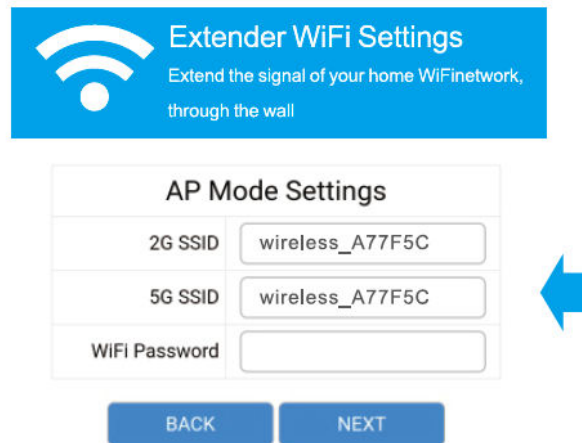 Extender WiFi Settings
Extend the signal of your home WiFinetwork,
through the wall
AP Mode Settings
2G SSID wireless_A77F5C
5G SSID wireless_A77F5C
WiFi Password
BACK NEXT